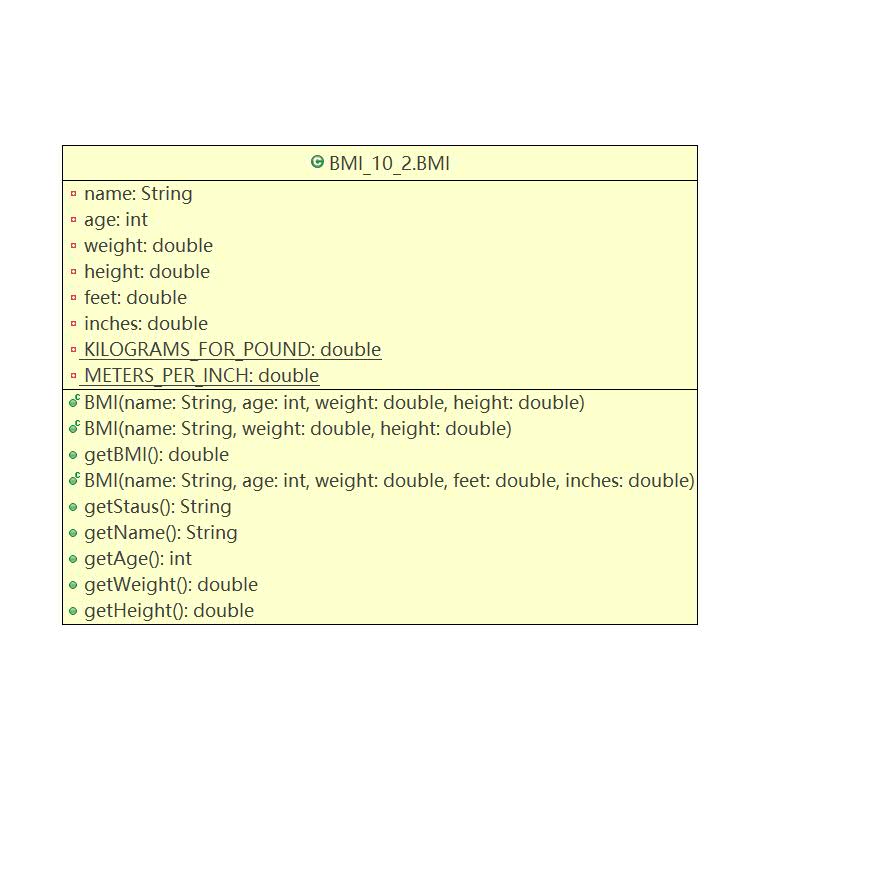 BMI_10_2.BMI
name: String
age: int
weight: double
height: double
feet: double
inches: double
KILOGRAMS_FOR_POUND: double
METERS_PER_INCH: double
BMI(name: String, age: int, weight: double, height: double)
BMI(name: String, weight: double, height: double)
getBMI(): double
BMI(name: String, age: int, weight: double, feet: double, inches: double)
getStaus(): String
getName(): String
getAge(): int
getWeight(): double
getHeight(): double